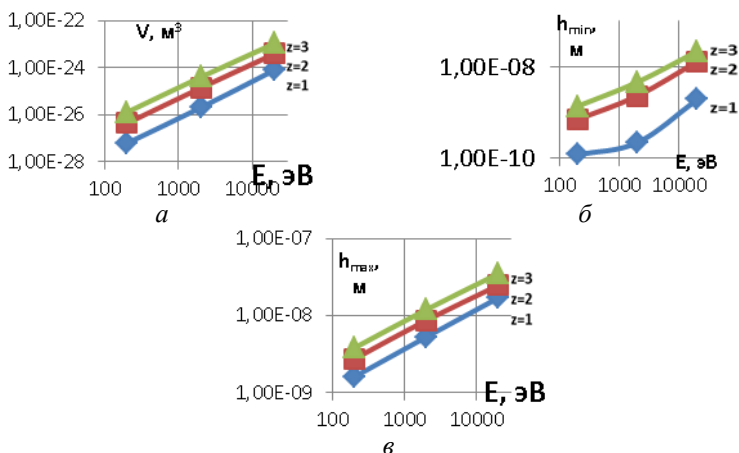 1,00E-22
V, м³
1,00E-24
1,00E-26
1,00E-28
z=3
z=2
z=1
100
1000
10000
E, эВ
а
h_min,
м
1,00E-08
1,00E-10
z=3
z=2
z=1
E, эВ
100
1000
10000
б
1,00E-07
h_max,
м
1,00E-08
1,00E-09
z=3
z=2
z=1
E, эВ
100
1000
10000
в